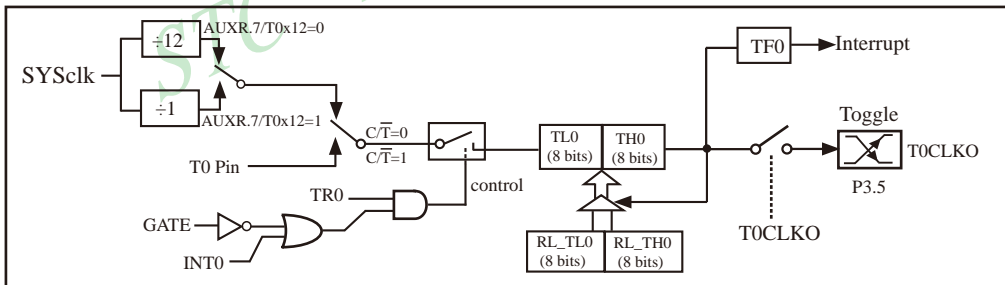 STC
AUXR.7/T0x12=0
÷12
SYSclk
÷1
AUXR.7/T0x12=1
C/T̅=0
C/T̅=1
T0 Pin
TR0
GATE
INT0
control
TL0
(8 bits)
TH0
(8 bits)
RL_TL0
(8 bits)
RL_TH0
(8 bits)
TF0
Interrupt
Toggle
T0CLKO
P3.5
T0CLKO